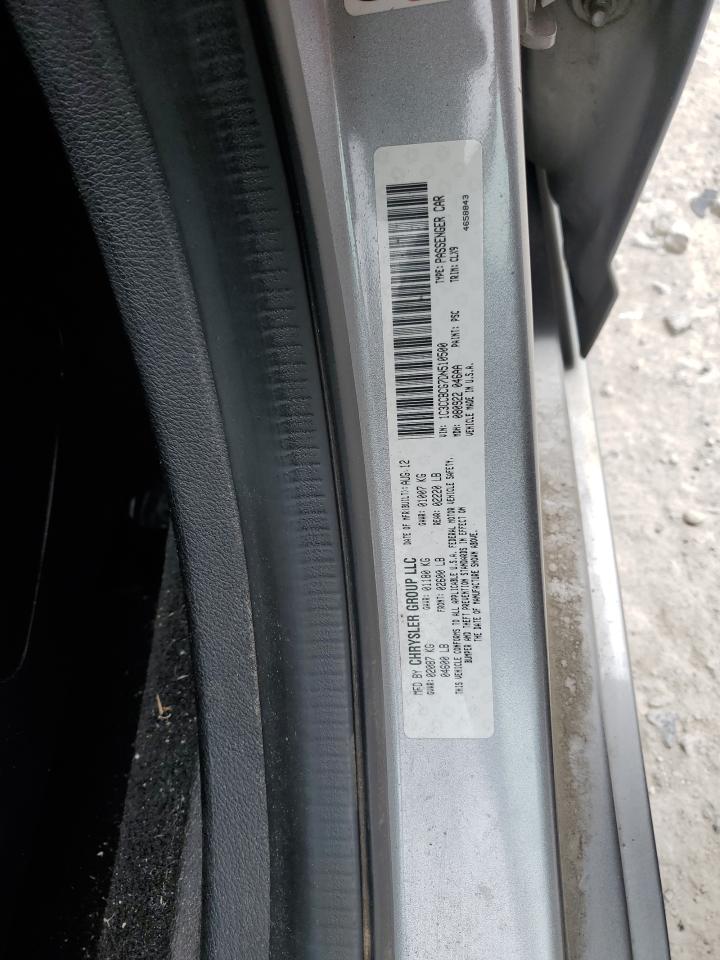 MFD BY CHRYSLER GROUP LLC DATE OF MFR(BUILT): AUG-12
GVWR: 02087 KG GAWR: 01180 KG GAWR: 01007 KG
04600 LB FRONT: 02600 LB REAR: 02220 LB
THIS VEHICLE CONFORMS TO ALL APPLICABLE U.S.A. FEDERAL MOTOR VEHICLE SAFETY,
BUMPER AND THEFT PREVENTION STANDARDS IN EFFECT ON
THE DATE OF MANUFACTURE SHOWN ABOVE.
VIN: 1C3CCBCG7DN510500 TYPE: PASSENGER CAR
MDH: 080922 046AA PAINT: PSC TRIM: CLX9
VEHICLE MADE IN U.S.A. 4658843